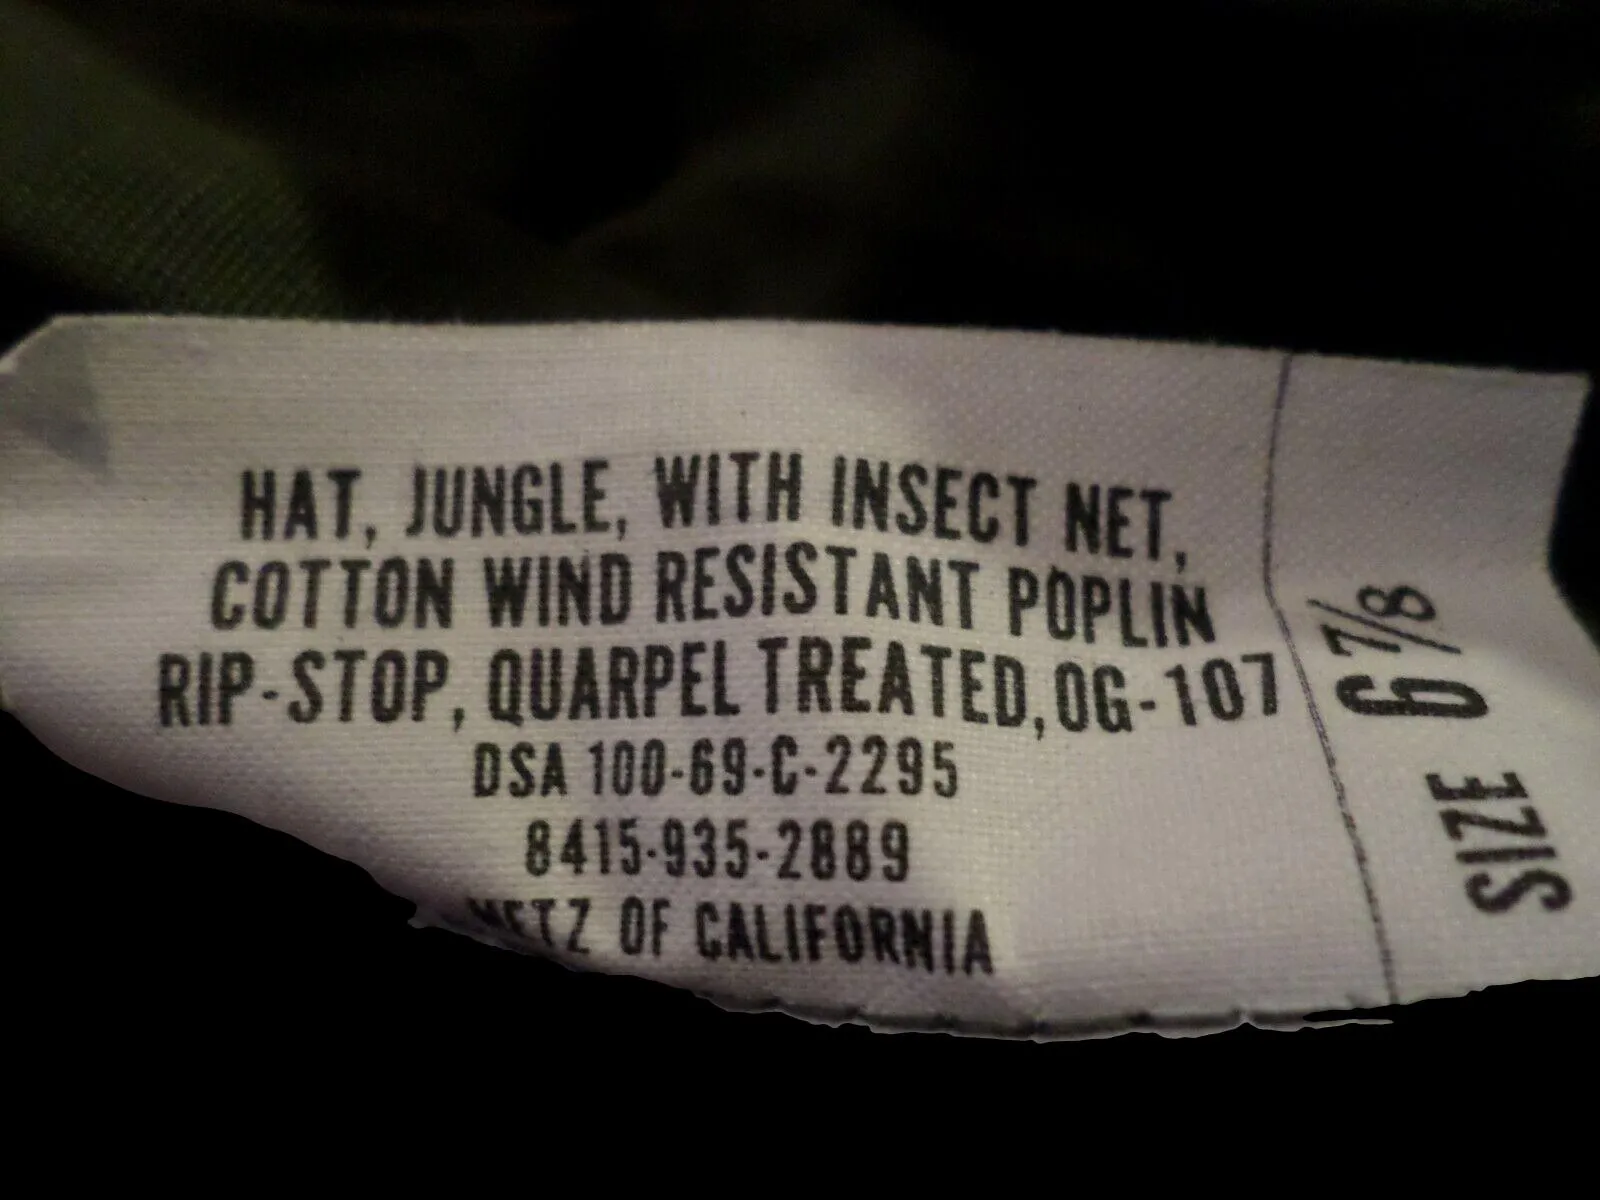 HAT, JUNGLE, WITH INSECT NET,
COTTON WIND RESISTANT POPLIN
RIP-STOP, QUARPEL TREATED, OG-107
DSA 100-69-C-2295
8415-935-2889
METZ OF CALIFORNIA
SIZE 6 7/8